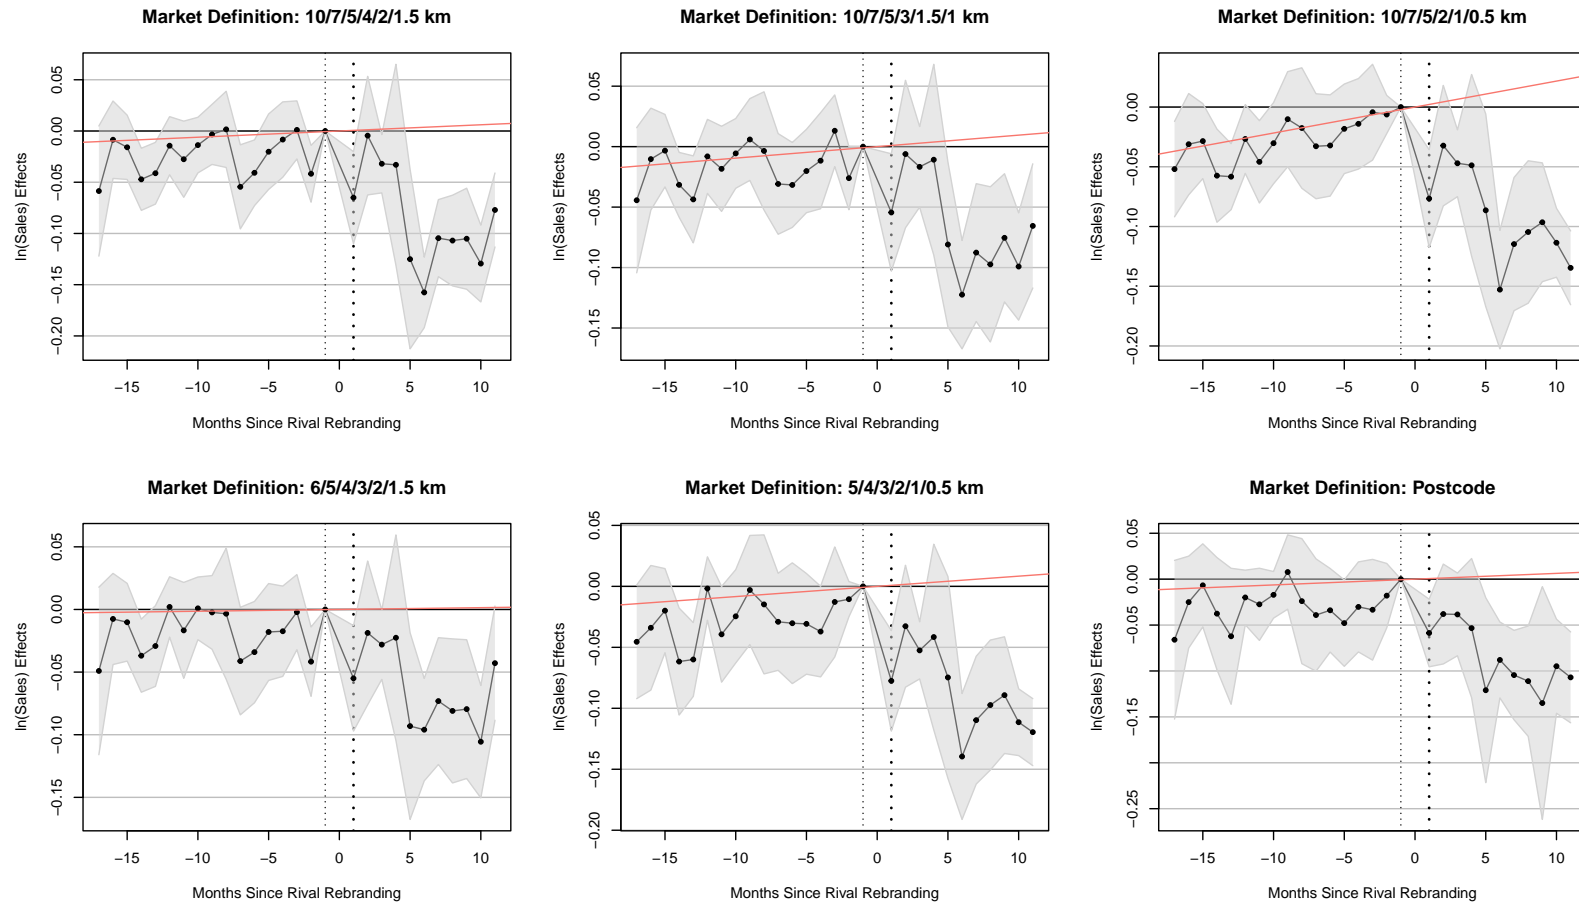 Market Definition: 10/7/5/4/2/1.5 km
ln(Sales) Effects
0.05
0.00
−0.05
−0.10
−0.15
−0.20
−15 −10 −5 0 5 10
Months Since Rival Rebranding
Market Definition: 10/7/5/3/1.5/1 km
ln(Sales) Effects
0.05
0.00
−0.05
−0.10
−0.15
−15 −10 −5 0 5 10
Months Since Rival Rebranding
Market Definition: 10/7/5/2/1/0.5 km
ln(Sales) Effects
0.00
−0.05
−0.10
−0.15
−0.20
−15 −10 −5 0 5 10
Months Since Rival Rebranding
Market Definition: 6/5/4/3/2/1.5 km
ln(Sales) Effects
0.05
0.00
−0.05
−0.10
−0.15
−15 −10 −5 0 5 10
Months Since Rival Rebranding
Market Definition: 5/4/3/2/1/0.5 km
ln(Sales) Effects
0.05
0.00
−0.05
−0.10
−0.15
−0.20
−15 −10 −5 0 5 10
Months Since Rival Rebranding
Market Definition: Postcode
ln(Sales) Effects
0.05
0.00
−0.05
−0.15
−0.25
−15 −10 −5 0 5 10
Months Since Rival Rebranding